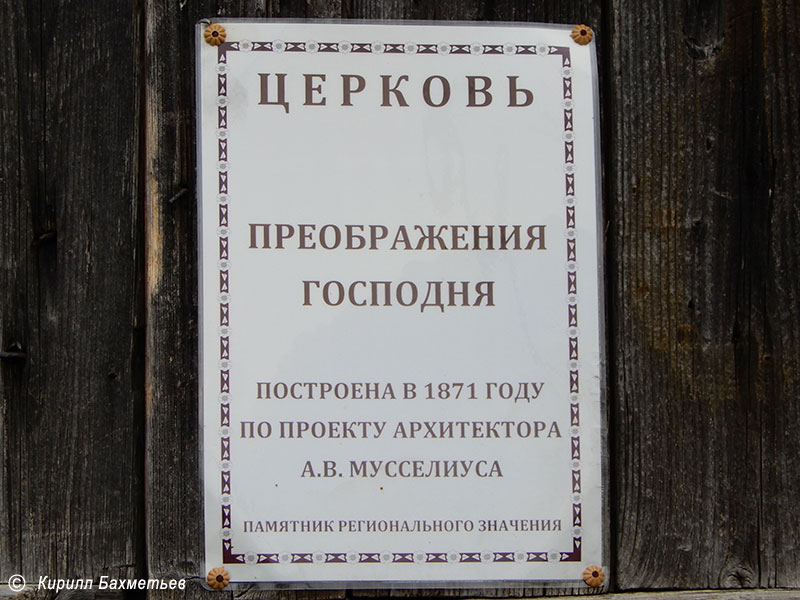 ЦЕРКОВЬ
ПРЕОБРАЖЕНИЯ
ГОСПОДНЯ
ПОСТРОЕНА В 1871 ГОДУ
ПО ПРОЕКТУ АРХИТЕКТОРА
А.В. МУССЕЛИУСА
ПАМЯТНИК РЕГИОНАЛЬНОГО ЗНАЧЕНИЯ
© Кирилл Бахметьев